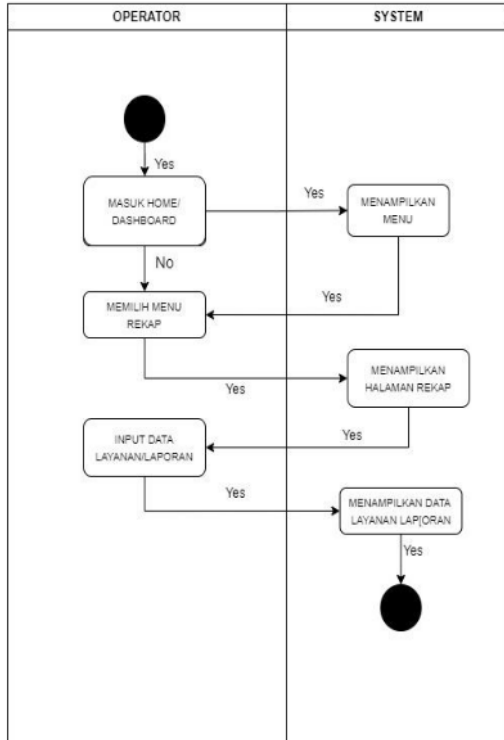 OPERATOR
SYSTEM
Yes
MASUK HOME/
DASHBOARD
Yes
MENAMPILKAN
MENU
No
Yes
MEMILIH MENU
REKAP
Yes
MENAMPILKAN
HALAMAN REKAP
Yes
INPUT DATA
LAYANAN/LAPORAN
Yes
MENAMPILKAN DATA
LAYANAN LAP[ORAN
Yes